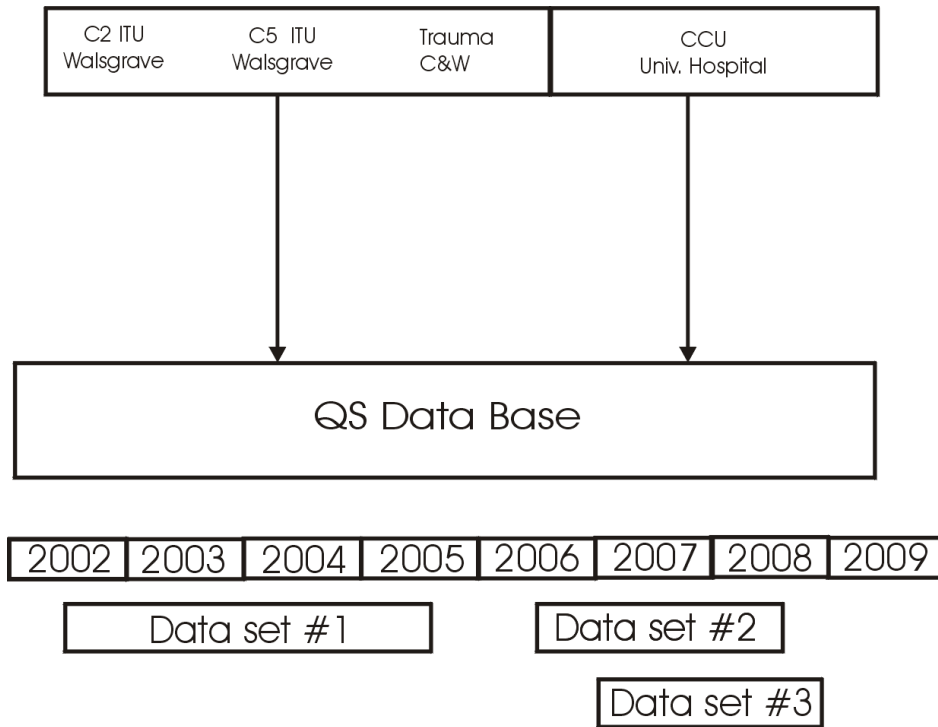 C2 ITU
Walsgrave
C5 ITU
Walsgrave
Trauma
C&W
CCU
Univ. Hospital
QS Data Base
2002 2003 2004 2005 2006 2007 2008 2009
Data set #1 Data set #2
Data set #3